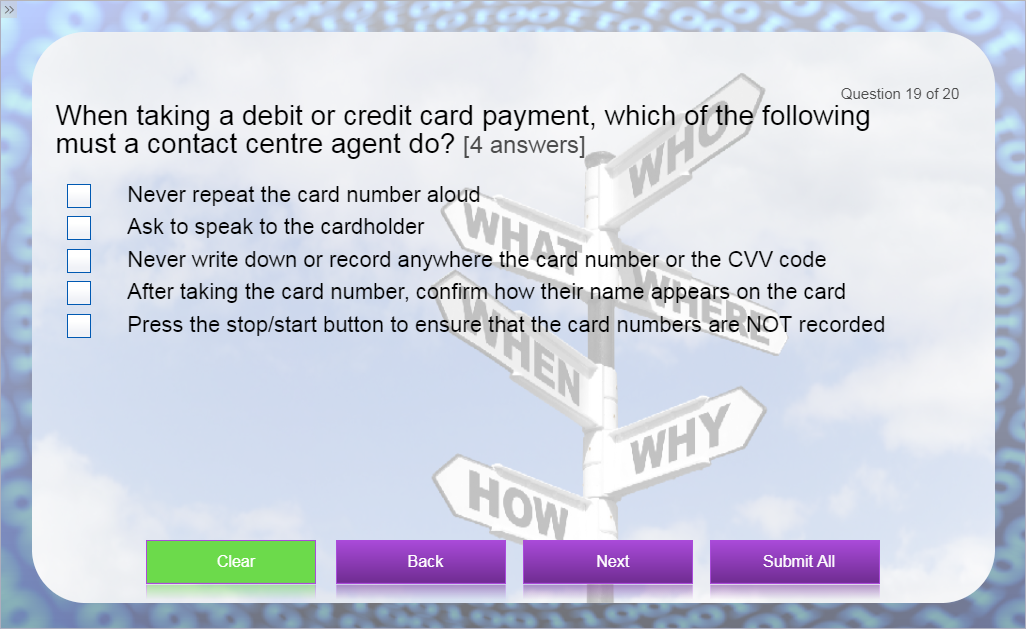 »
Question 19 of 20
When taking a debit or credit card payment, which of the following
must a contact centre agent do? [4 answers]
Never repeat the card number aloud
Ask to speak to the cardholder
Never write down or record anywhere the card number or the CVV code
After taking the card number, confirm how their name appears on the card
Press the stop/start button to ensure that the card numbers are NOT recorded
WHO
WHAT
WHERE
WHEN
WHY
HOW
Clear
Back
Next
Submit All